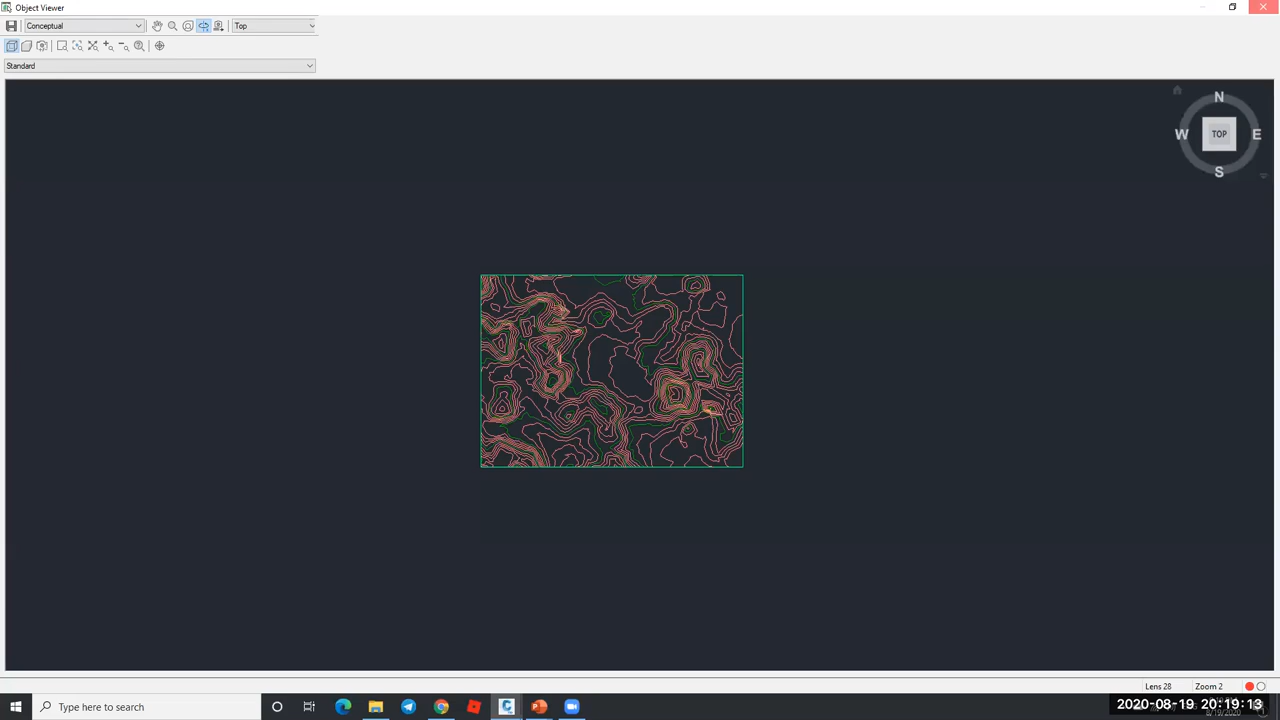 Object Viewer
Conceptual
Top
Standard
N
W
TOP
E
S
Lens 28
Zoom 2
Type here to search
2020-08-19 20:19:13